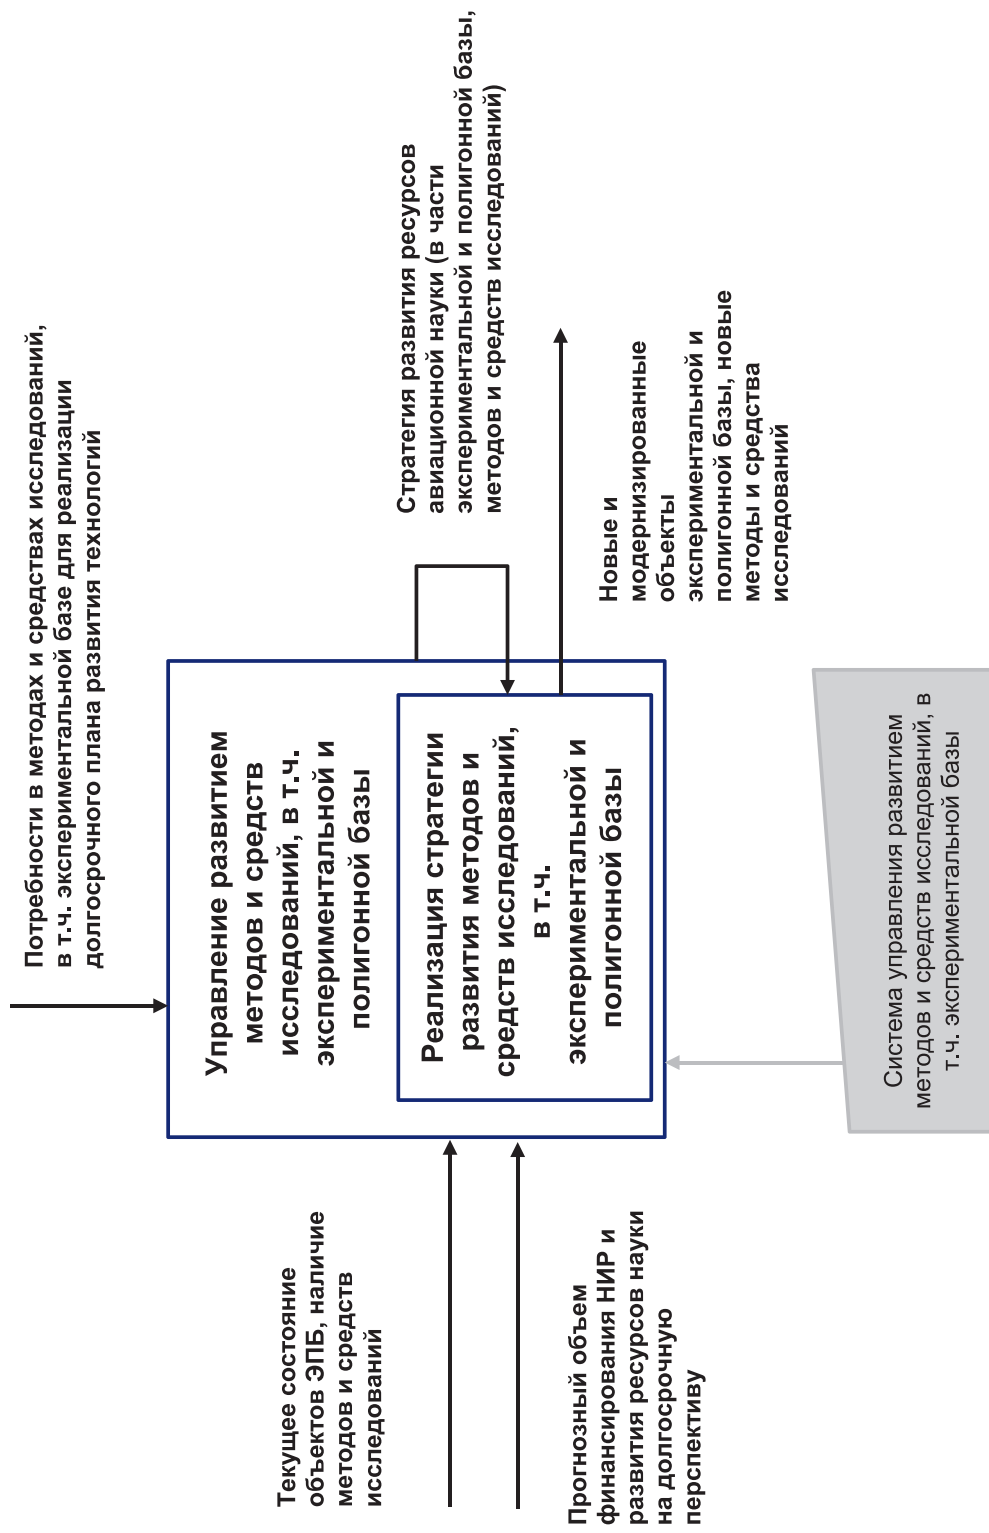 Потребности в методах и средствах исследований,
в т.ч. экспериментальной базе для реализации
долгосрочного плана развития технологий
Текущее состояние
объектов ЭПБ, наличие
методов и средств
исследований
Прогнозный объем
финансирования НИР и
развития ресурсов науки
на долгосрочную
перспективу
Управление развитием
методов и средств
исследований, в т.ч.
экспериментальной и
полигонной базы
Реализация стратегии
развития методов и
средств исследований,
в т.ч.
экспериментальной и
полигонной базы
Стратегия развития ресурсов
авиационной науки (в части
экспериментальной и полигонной базы,
методов и средств исследований)
Новые и
модернизированные
объекты
экспериментальной и
полигонной базы, новые
методы и средства
исследований
Система управления развитием
методов и средств исследований, в
т.ч. экспериментальной базы